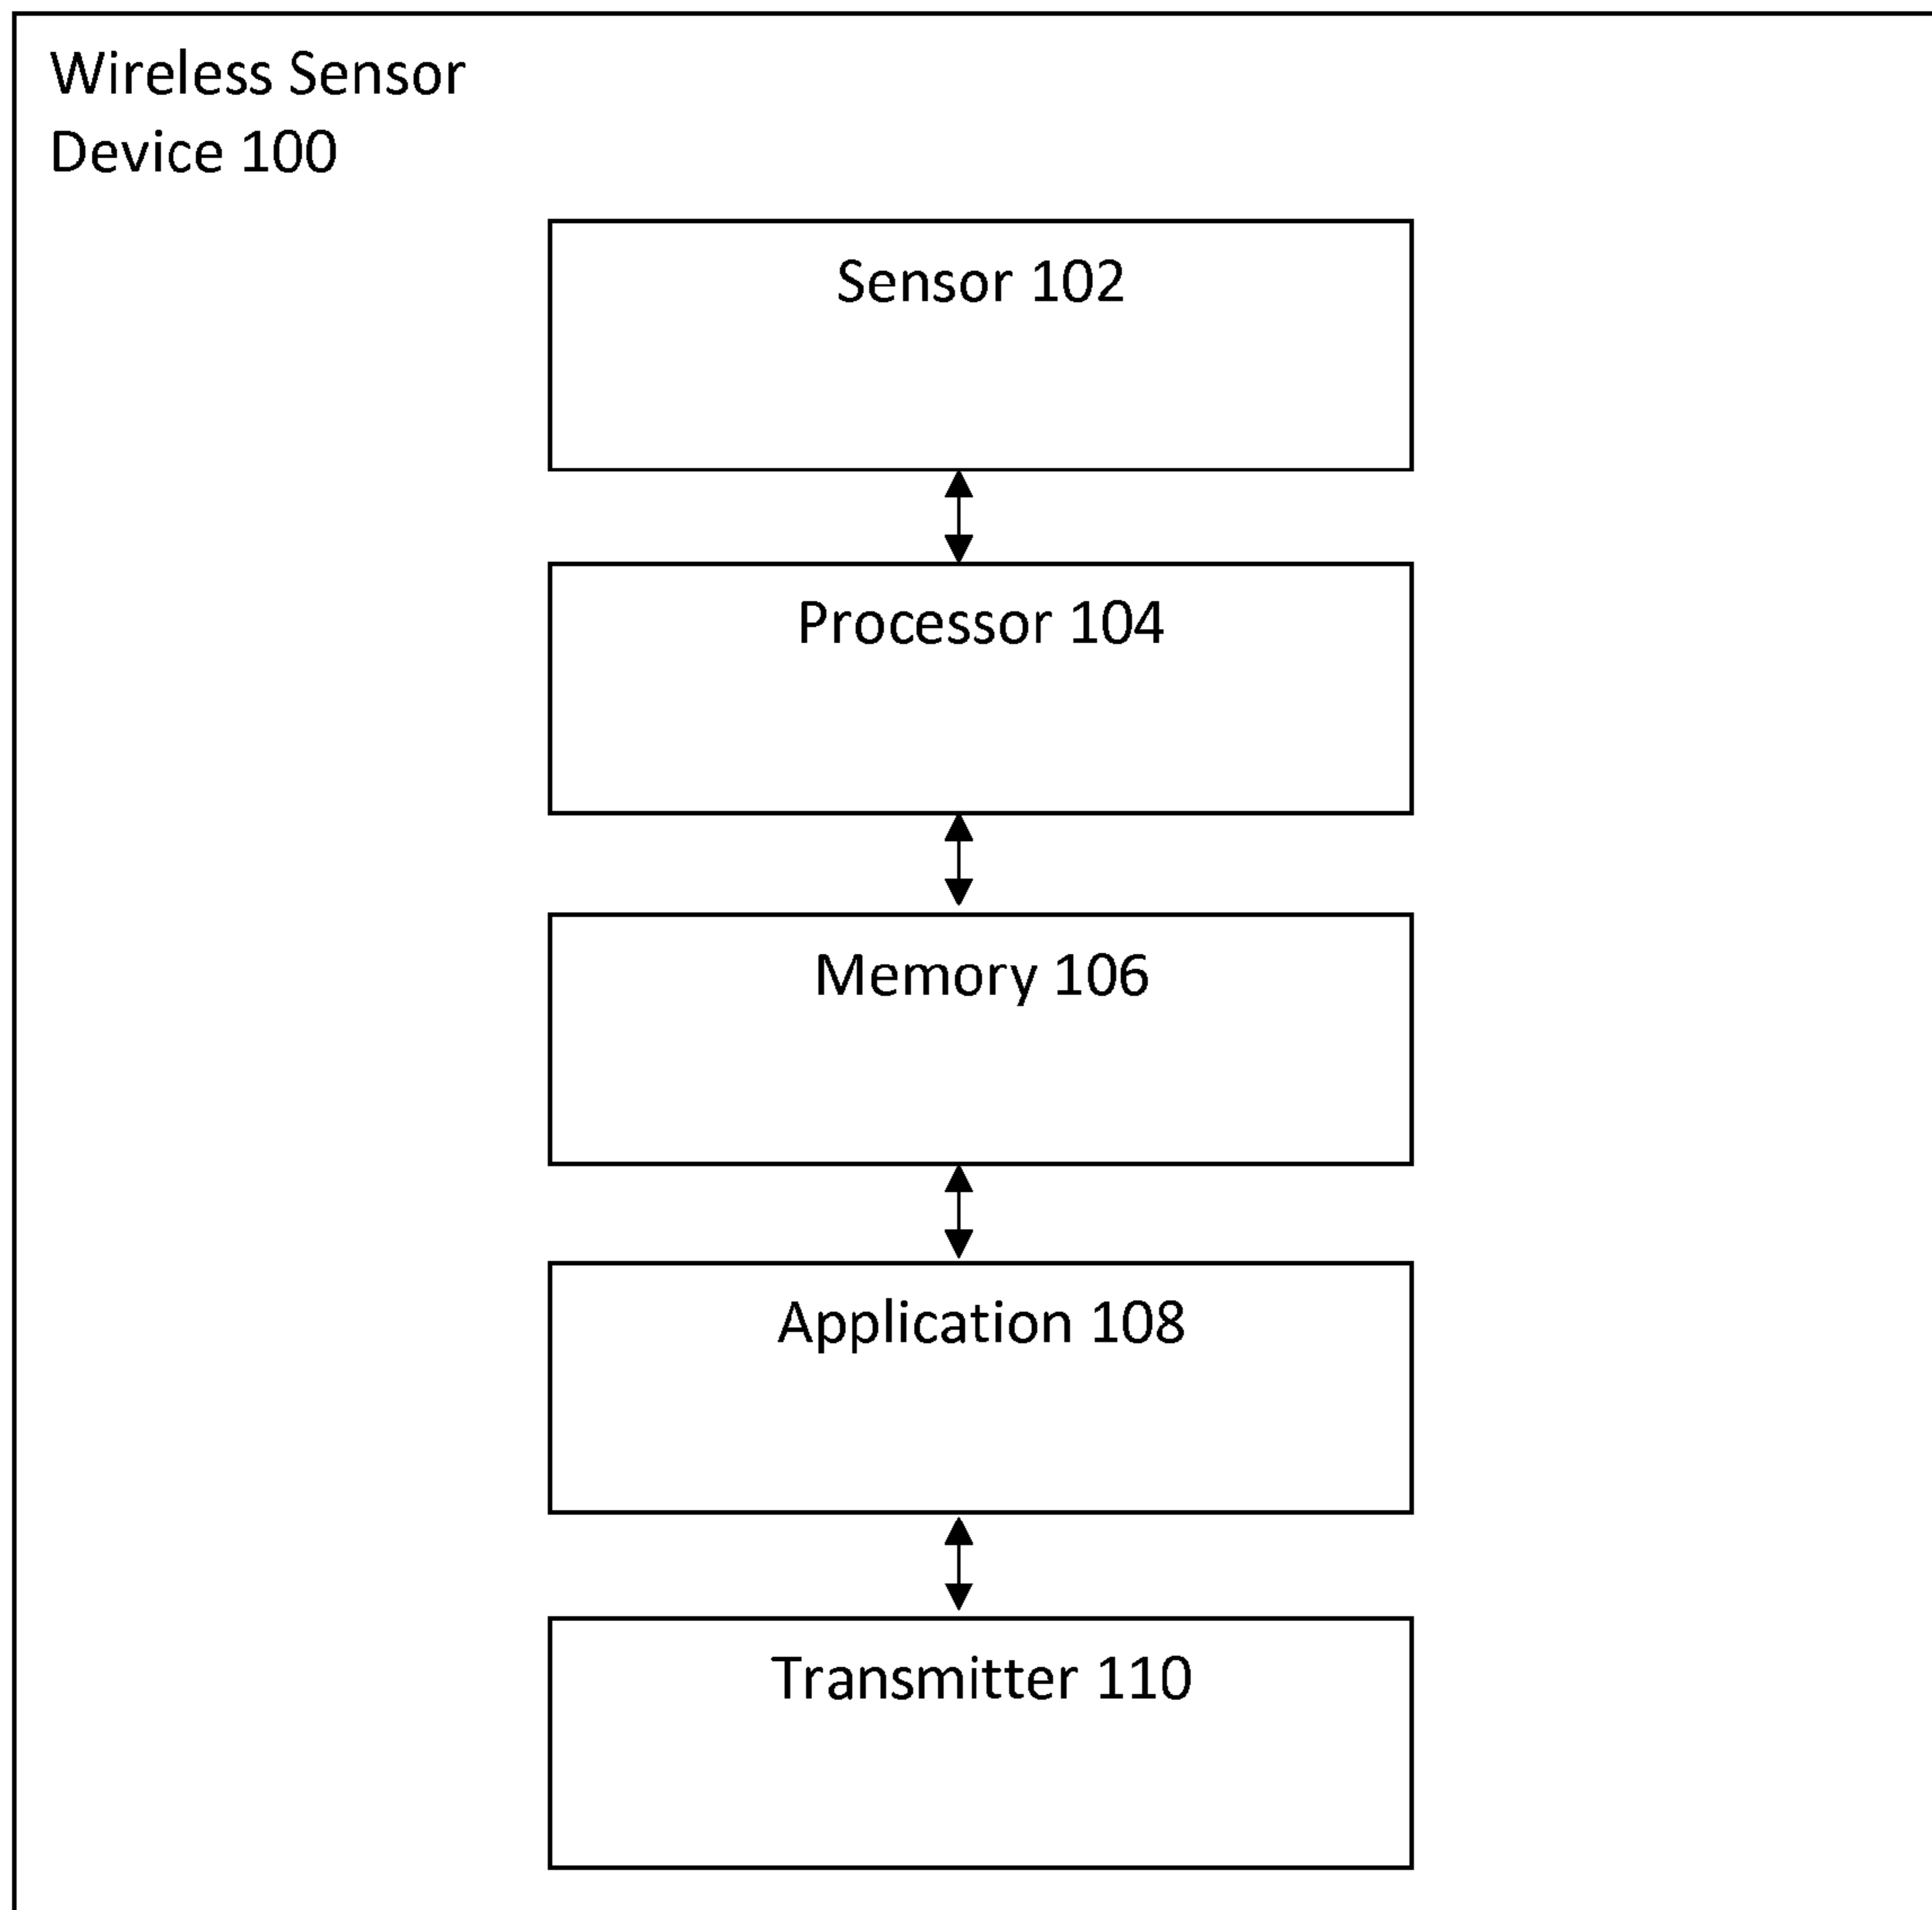 Wireless Sensor
Device 100
Sensor 102
Processor 104
Memory 106
Application 108
Transmitter 110